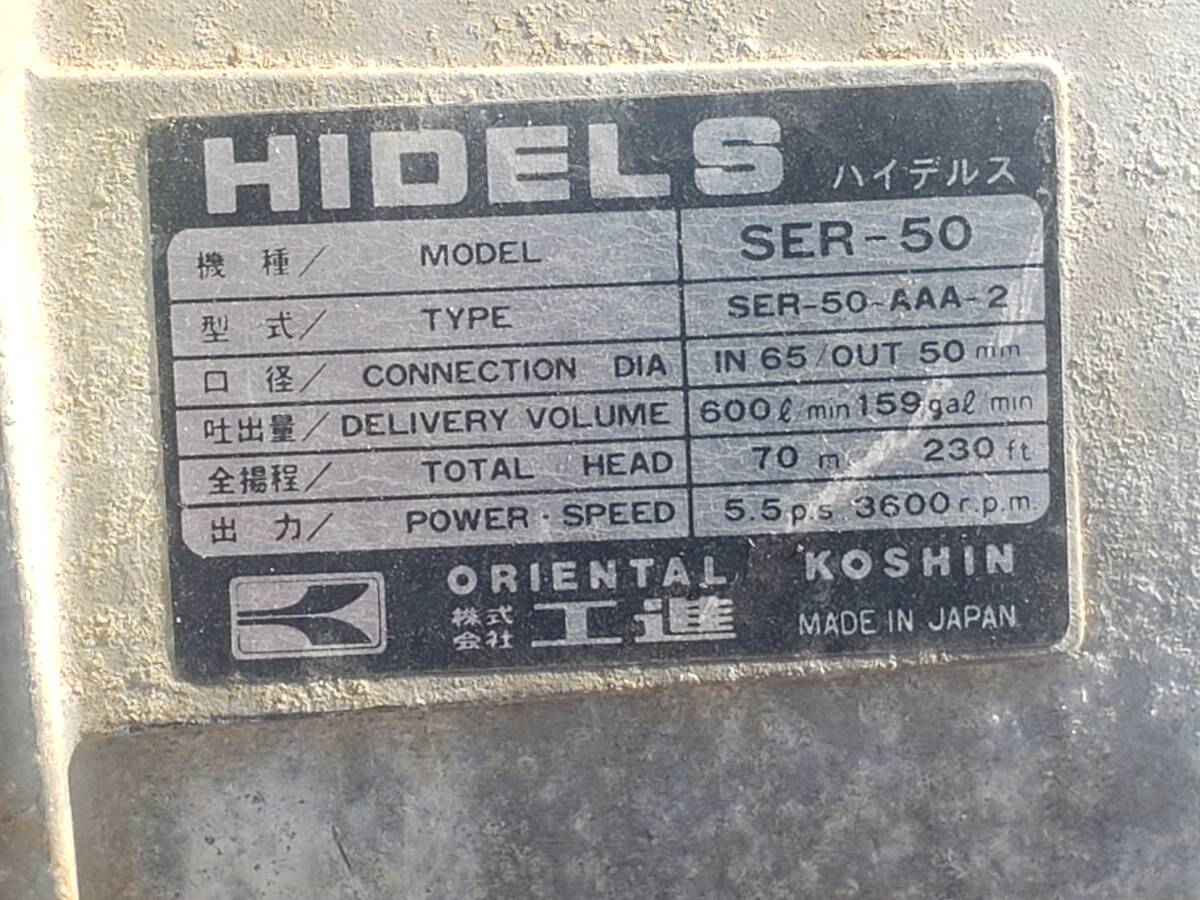 HIDELS ハイデルス
機 種/ MODEL SER-50
型 式/ TYPE SER-50-AAA-2
口 径/ CONNECTION DIA IN 65/OUT 50 mm
吐出量/ DELIVERY VOLUME 600ℓ/min 159gal/min
全揚程/ TOTAL HEAD 70 m 230 ft
出 力/ POWER・SPEED 5.5p.s 3600r.p.m.
ORIENTAL KOSHIN
株式会社 工進 MADE IN JAPAN